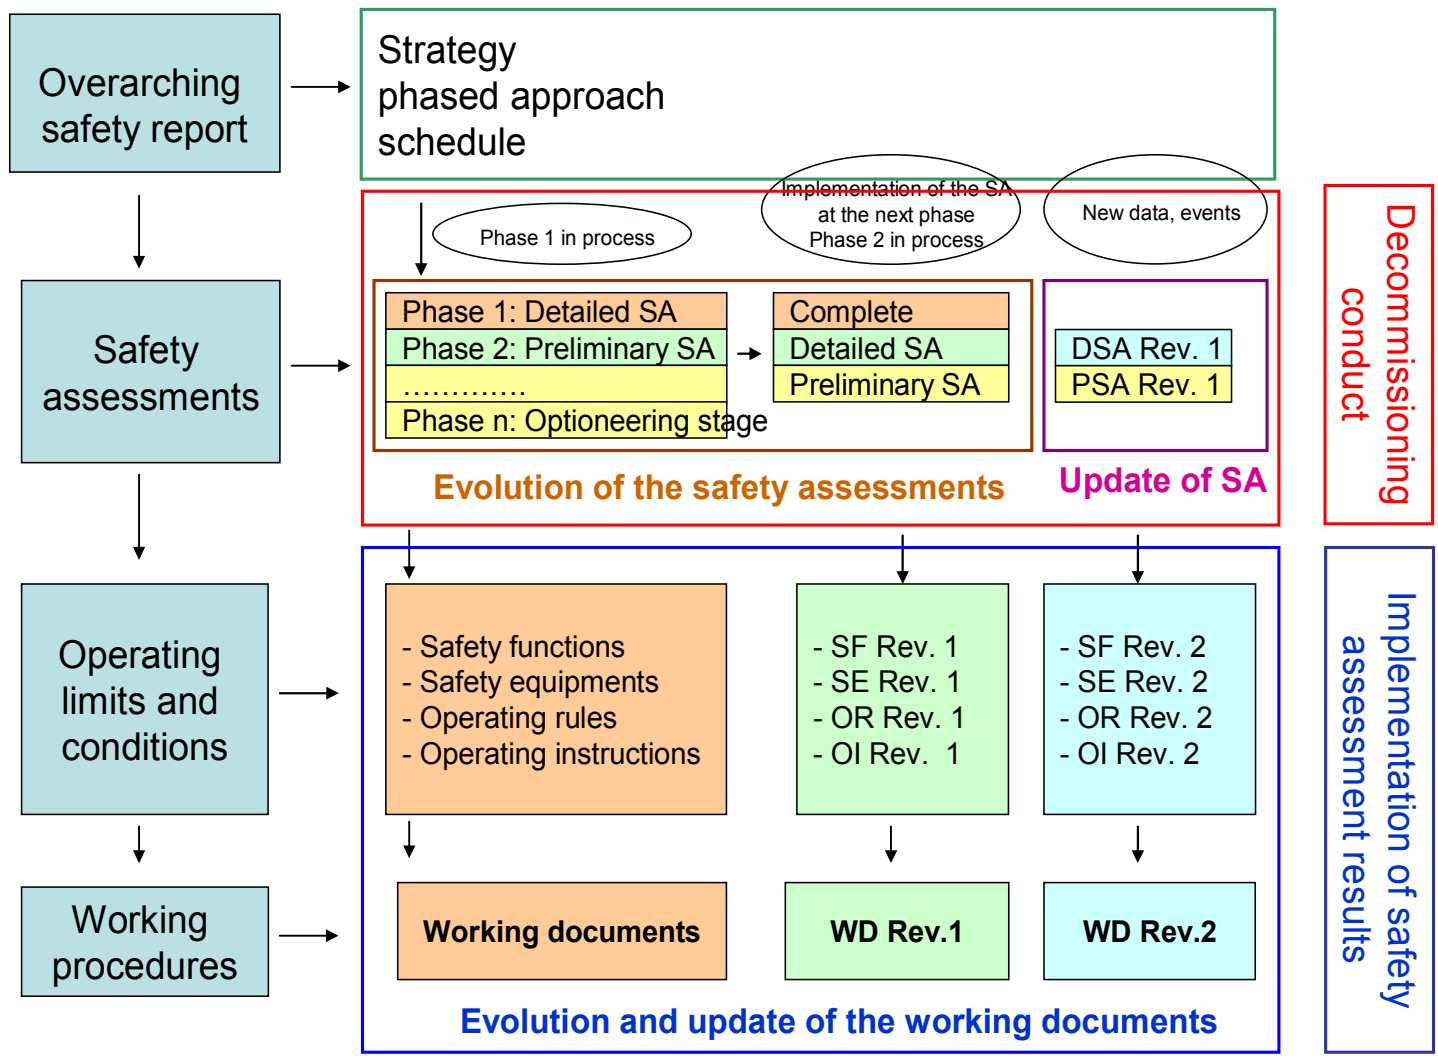 Overarching
safety report
Strategy
phased approach
schedule
Phase 1 in process
Implementation of the SA
at the next phase
Phase 2 in process
New data, events
Safety
assessments
Phase 1: Detailed SA
Phase 2: Preliminary SA
.............
Phase n: Optioneering stage
Complete
Detailed SA
Preliminary SA
DSA Rev. 1
PSA Rev. 1
Evolution of the safety assessments
Update of SA
Decommissioning
conduct
Operating
limits and
conditions
- Safety functions
- Safety equipments
- Operating rules
- Operating instructions
- SF Rev. 1
- SE Rev. 1
- OR Rev. 1
- OI Rev. 1
- SF Rev. 2
- SE Rev. 2
- OR Rev. 2
- OI Rev. 2
Working
procedures
Working documents
WD Rev.1
WD Rev.2
Evolution and update of the working documents
Implementation of safety
assessment results